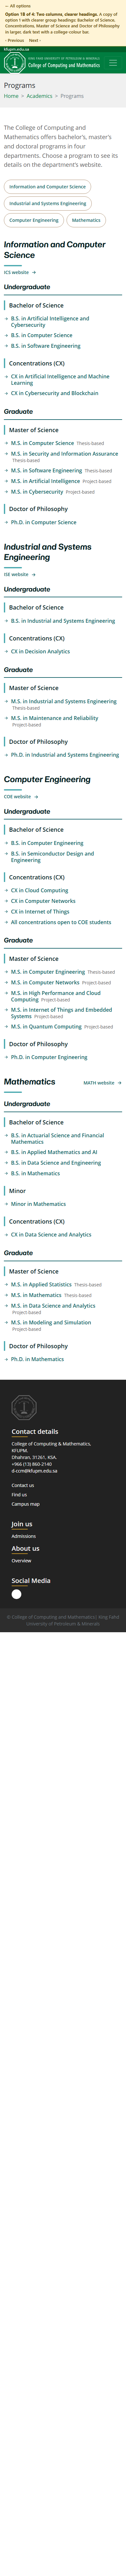 ← All options
Option 18 of 4: Two columns, clearer headings. A copy of
option 1 with clearer group headings: Bachelor of Science,
Concentrations, Master of Science and Doctor of Philosophy
in larger, dark text with a college colour bar.
‹ Previous Next ›
kfupm.edu.sa
KING FAHD UNIVERSITY OF PETROLEUM & MINERALS
College of Computing and Mathematics
Programs
Home > Academics > Programs
The College of Computing and
Mathematics offers bachelor's, master's
and doctoral programs in four
departments. Choose a program to see its
details on the department's website.
Information and Computer Science
Industrial and Systems Engineering
Computer Engineering
Mathematics
Information and Computer
Science
ICS website →
Undergraduate
Bachelor of Science
→ B.S. in Artificial Intelligence and
Cybersecurity
→ B.S. in Computer Science
→ B.S. in Software Engineering
Concentrations (CX)
→ CX in Artificial Intelligence and Machine
Learning
→ CX in Cybersecurity and Blockchain
Graduate
Master of Science
→ M.S. in Computer Science Thesis-based
→ M.S. in Security and Information Assurance
Thesis-based
→ M.S. in Software Engineering Thesis-based
→ M.S. in Artificial Intelligence Project-based
→ M.S. in Cybersecurity Project-based
Doctor of Philosophy
→ Ph.D. in Computer Science
Industrial and Systems
Engineering
ISE website →
Undergraduate
Bachelor of Science
→ B.S. in Industrial and Systems Engineering
Concentrations (CX)
→ CX in Decision Analytics
Graduate
Master of Science
→ M.S. in Industrial and Systems Engineering
Thesis-based
→ M.S. in Maintenance and Reliability
Project-based
Doctor of Philosophy
→ Ph.D. in Industrial and Systems Engineering
Computer Engineering
COE website →
Undergraduate
Bachelor of Science
→ B.S. in Computer Engineering
→ B.S. in Semiconductor Design and
Engineering
Concentrations (CX)
→ CX in Cloud Computing
→ CX in Computer Networks
→ CX in Internet of Things
→ All concentrations open to COE students
Graduate
Master of Science
→ M.S. in Computer Engineering Thesis-based
→ M.S. in Computer Networks Project-based
→ M.S. in High Performance and Cloud
Computing Project-based
→ M.S. in Internet of Things and Embedded
Systems Project-based
→ M.S. in Quantum Computing Project-based
Doctor of Philosophy
→ Ph.D. in Computer Engineering
Mathematics MATH website →
Undergraduate
Bachelor of Science
→ B.S. in Actuarial Science and Financial
Mathematics
→ B.S. in Applied Mathematics and AI
→ B.S. in Data Science and Engineering
→ B.S. in Mathematics
Minor
→ Minor in Mathematics
Concentrations (CX)
→ CX in Data Science and Analytics
Graduate
Master of Science
→ M.S. in Applied Statistics Thesis-based
→ M.S. in Mathematics Thesis-based
→ M.S. in Data Science and Analytics
Project-based
→ M.S. in Modeling and Simulation
Project-based
Doctor of Philosophy
→ Ph.D. in Mathematics
Contact details
College of Computing & Mathematics,
KFUPM.
Dhahran, 31261, KSA.
+966 (13) 860-2140
d-ccm@kfupm.edu.sa
Contact us
Find us
Campus map
Join us
Admissions
About us
Overview
Social Media
© College of Computing and Mathematics| King Fahd
University of Petroleum & Minerals